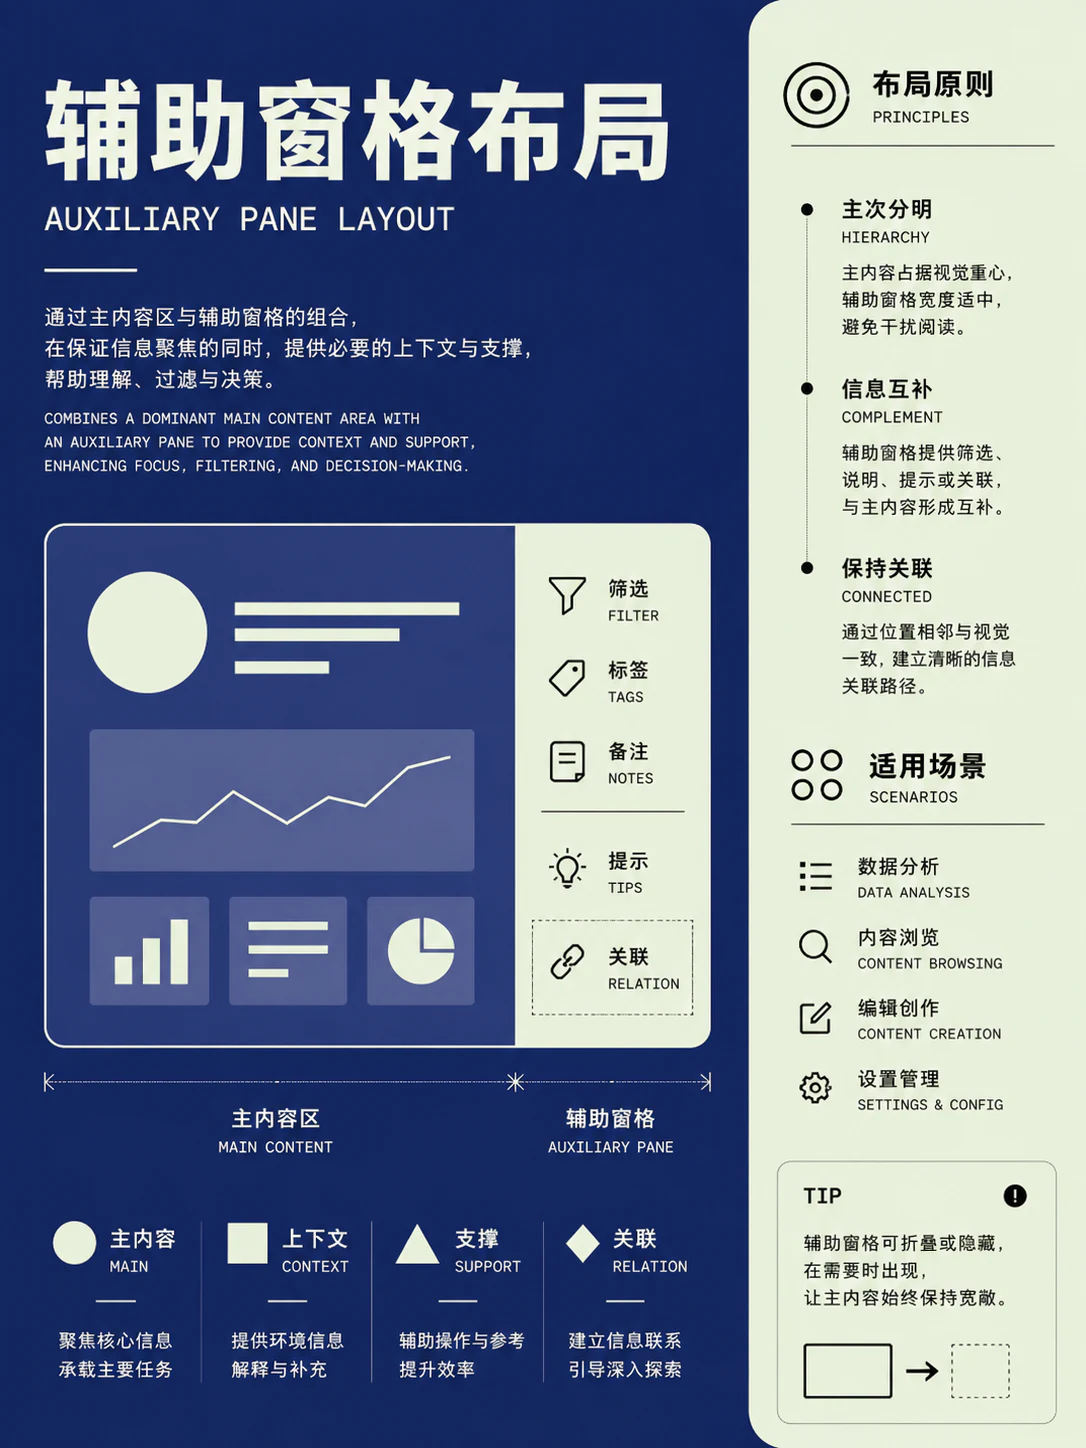 辅助窗格布局
AUXILIARY PANE LAYOUT
通过主内容区与辅助窗格的组合，
在保证信息聚焦的同时，提供必要的上下文与支撑，
帮助理解、过滤与决策。
COMBINES A DOMINANT MAIN CONTENT AREA WITH
AN AUXILIARY PANE TO PROVIDE CONTEXT AND SUPPORT,
ENHANCING FOCUS, FILTERING, AND DECISION-MAKING.
筛选
FILTER
标签
TAGS
备注
NOTES
提示
TIPS
关联
RELATION
主内容区
MAIN CONTENT
辅助窗格
AUXILIARY PANE
主内容
MAIN
聚焦核心信息
承载主要任务
上下文
CONTEXT
提供环境信息
解释与补充
支撑
SUPPORT
辅助操作与参考
提升效率
关联
RELATION
建立信息联系
引导深入探索
布局原则
PRINCIPLES
主次分明
HIERARCHY
主内容占据视觉重心，
辅助窗格宽度适中，
避免干扰阅读。
信息互补
COMPLEMENT
辅助窗格提供筛选、
说明、提示或关联，
与主内容形成互补。
保持关联
CONNECTED
通过位置相邻与视觉
一致，建立清晰的信息
关联路径。
适用场景
SCENARIOS
数据分析
DATA ANALYSIS
内容浏览
CONTENT BROWSING
编辑创作
CONTENT CREATION
设置管理
SETTINGS & CONFIG
TIP
辅助窗格可折叠或隐藏，
在需要时出现，
让主内容始终保持宽敞。